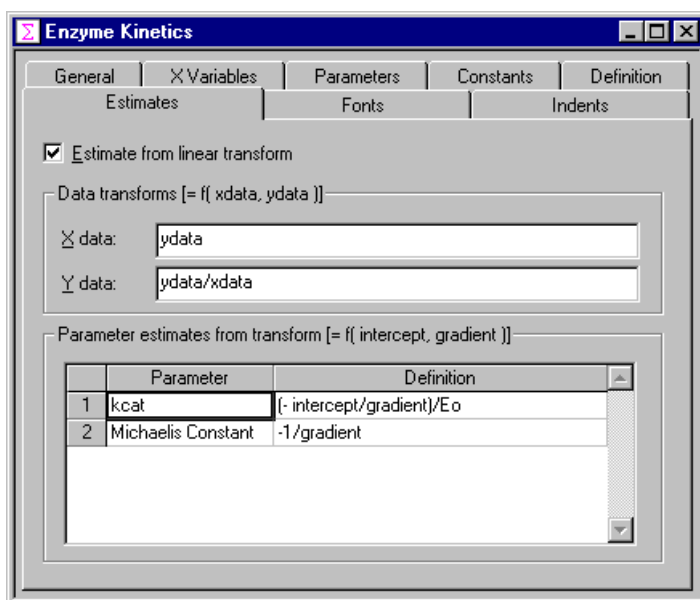 Σ Enzyme Kinetics
General X Variables Parameters Constants Definition
Estimates Fonts Indents
Estimate from linear transform
Data transforms [= f( xdata, ydata )]
X data: ydata
Y data: ydata/xdata
Parameter estimates from transform [= f( intercept, gradient )]
Parameter Definition
1 kcat (- intercept/gradient)/Eo
2 Michaelis Constant -1/gradient